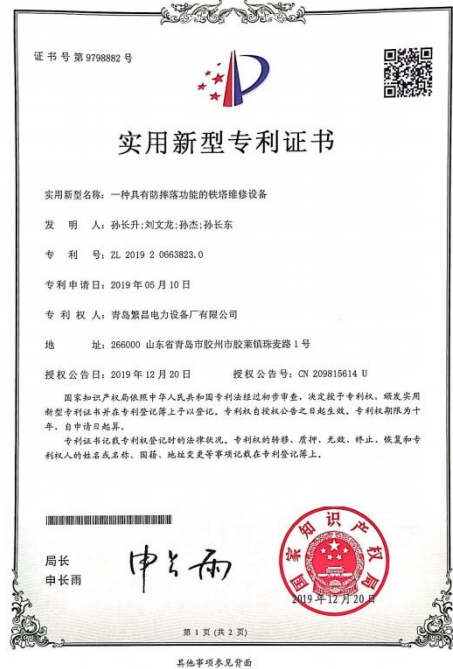 证书号第9798882号
实用新型专利证书
实用新型名称：一种具有防摔落功能的铁塔维修设备
发明人：孙长升;刘文龙;孙杰;孙长东
专利号：ZL 2019 2 0663823.0
专利申请日：2019年05月10日
专利权人：青岛繁昌电力设备厂有限公司
地址：266000 山东省青岛市胶州市胶莱镇珠麦路1号
授权公告日：2019年12月20日 授权公告号：CN 209815614 U
国家知识产权局依照中华人民共和国专利法经过初步审查，决定授予专利权，颁发实用
新型专利证书并在专利登记簿上予以登记。专利权自授权公告之日起生效。专利权期限为十
年，自申请日起算。
专利证书记载专利权登记时的法律状况。专利权的转移、质押、无效、终止、恢复和专
利权人的姓名或名称、国籍、地址变更等事项记载在专利登记簿上。
局长
申长雨
申长雨
国家知识产权局
2019年12月20日
第1页(共2页)
其他事项参见背面